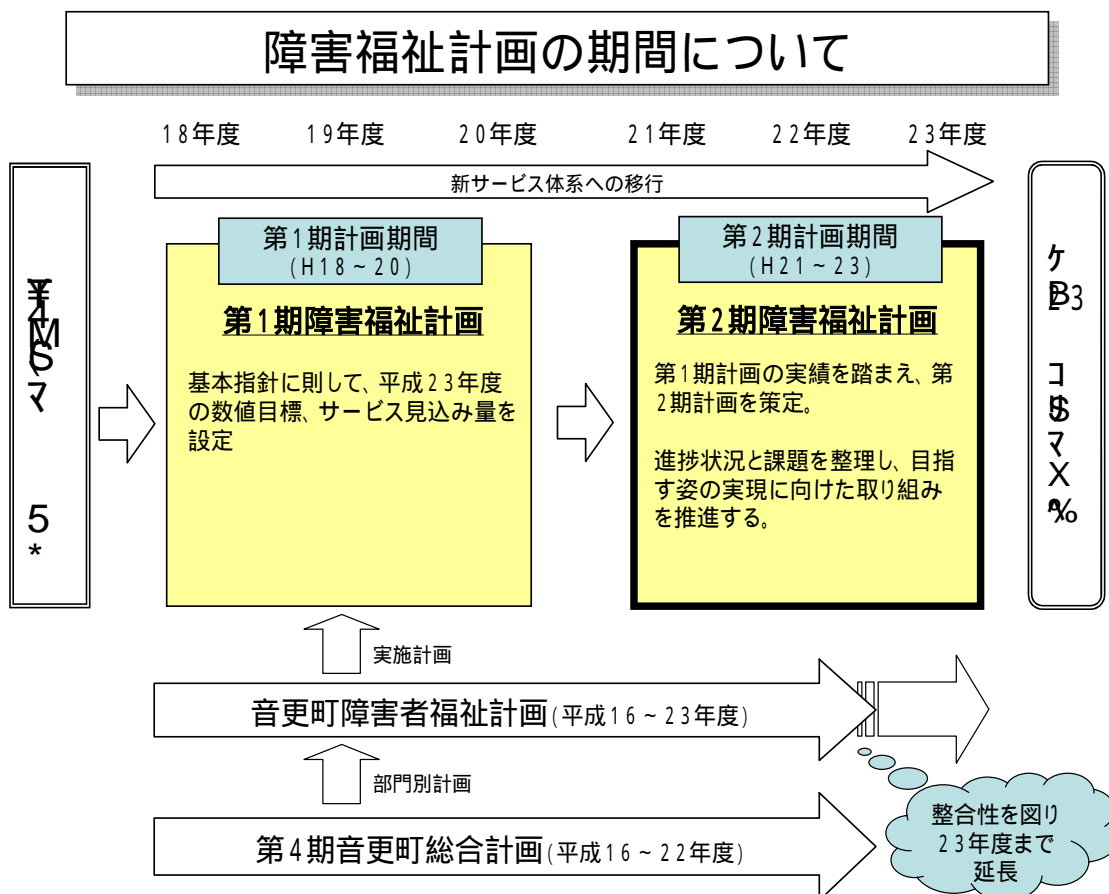 障害福祉計画の期間について
18年度 19年度 20年度 21年度 22年度 23年度
新サービス体系への移行
第1期計画期間
(H18~20)
第1期障害福祉計画
基本指針に則して、平成23年度
の数値目標、サービス見込み量を
設定
第2期計画期間
(H21~23)
第2期障害福祉計画
第1期計画の実績を踏まえ、第
2期計画を策定。
進捗状況と課題を整理し、目指
す姿の実現に向けた取り組み
を推進する。
実施計画
音更町障害者福祉計画(平成16~23年度)
部門別計画
第4期音更町総合計画(平成16~22年度)
整合性を図り
23年度まで
延長